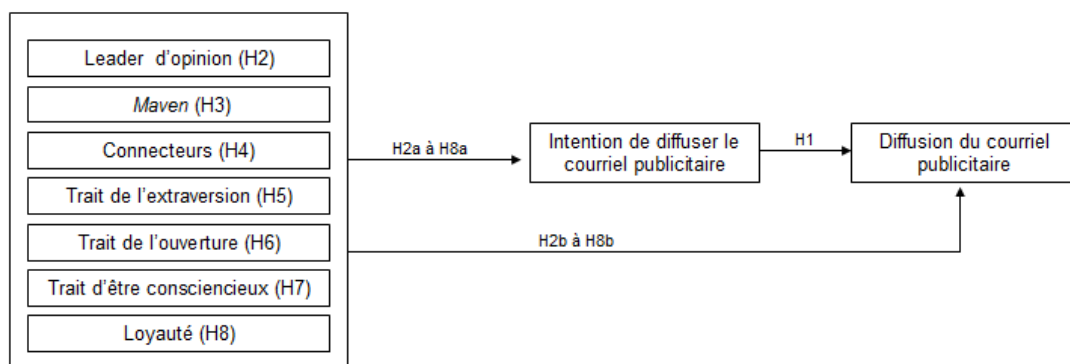 Leader d'opinion (H2)
Maven (H3)
Connecteurs (H4)
Trait de l'extraversion (H5)
Trait de l'ouverture (H6)
Trait d'être consciencieux (H7)
Loyauté (H8)
H2a à H8a
Intention de diffuser le
courriel publicitaire
H1
Diffusion du courriel
publicitaire
H2b à H8b